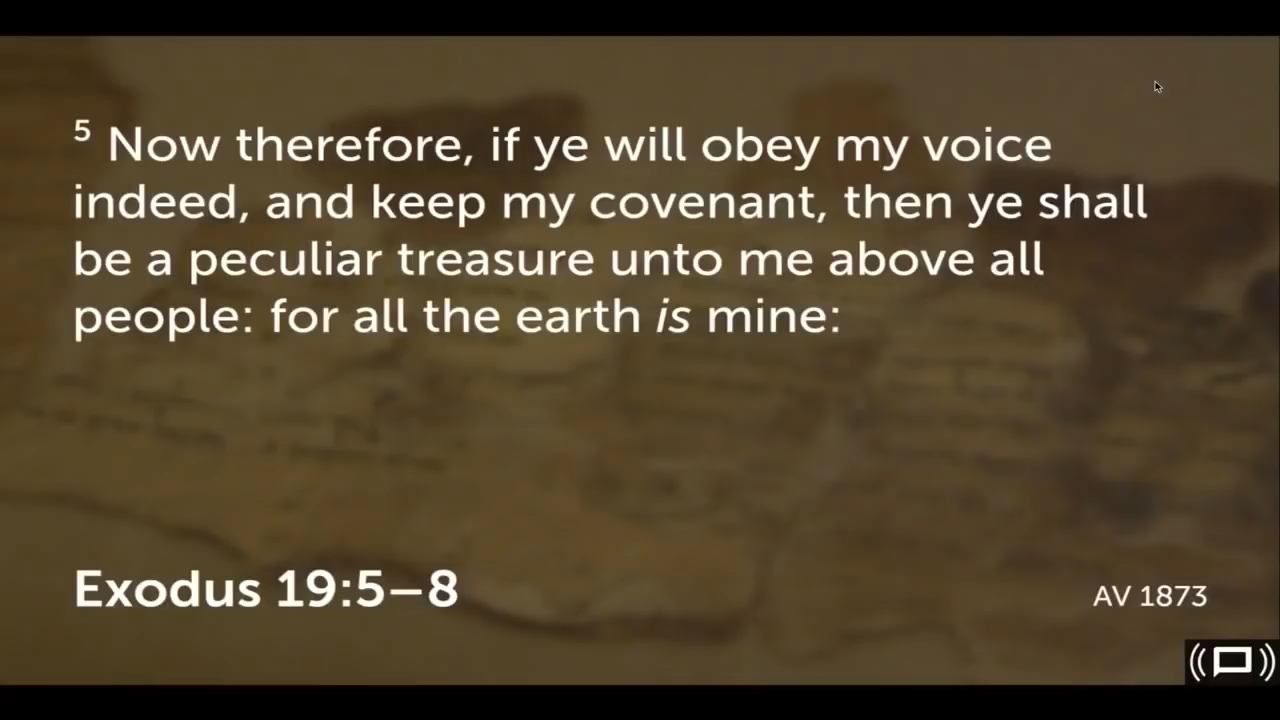 5 Now therefore, if ye will obey my voice
indeed, and keep my covenant, then ye shall
be a peculiar treasure unto me above all
people: for all the earth is mine:
Exodus 19:5–8
AV 1873